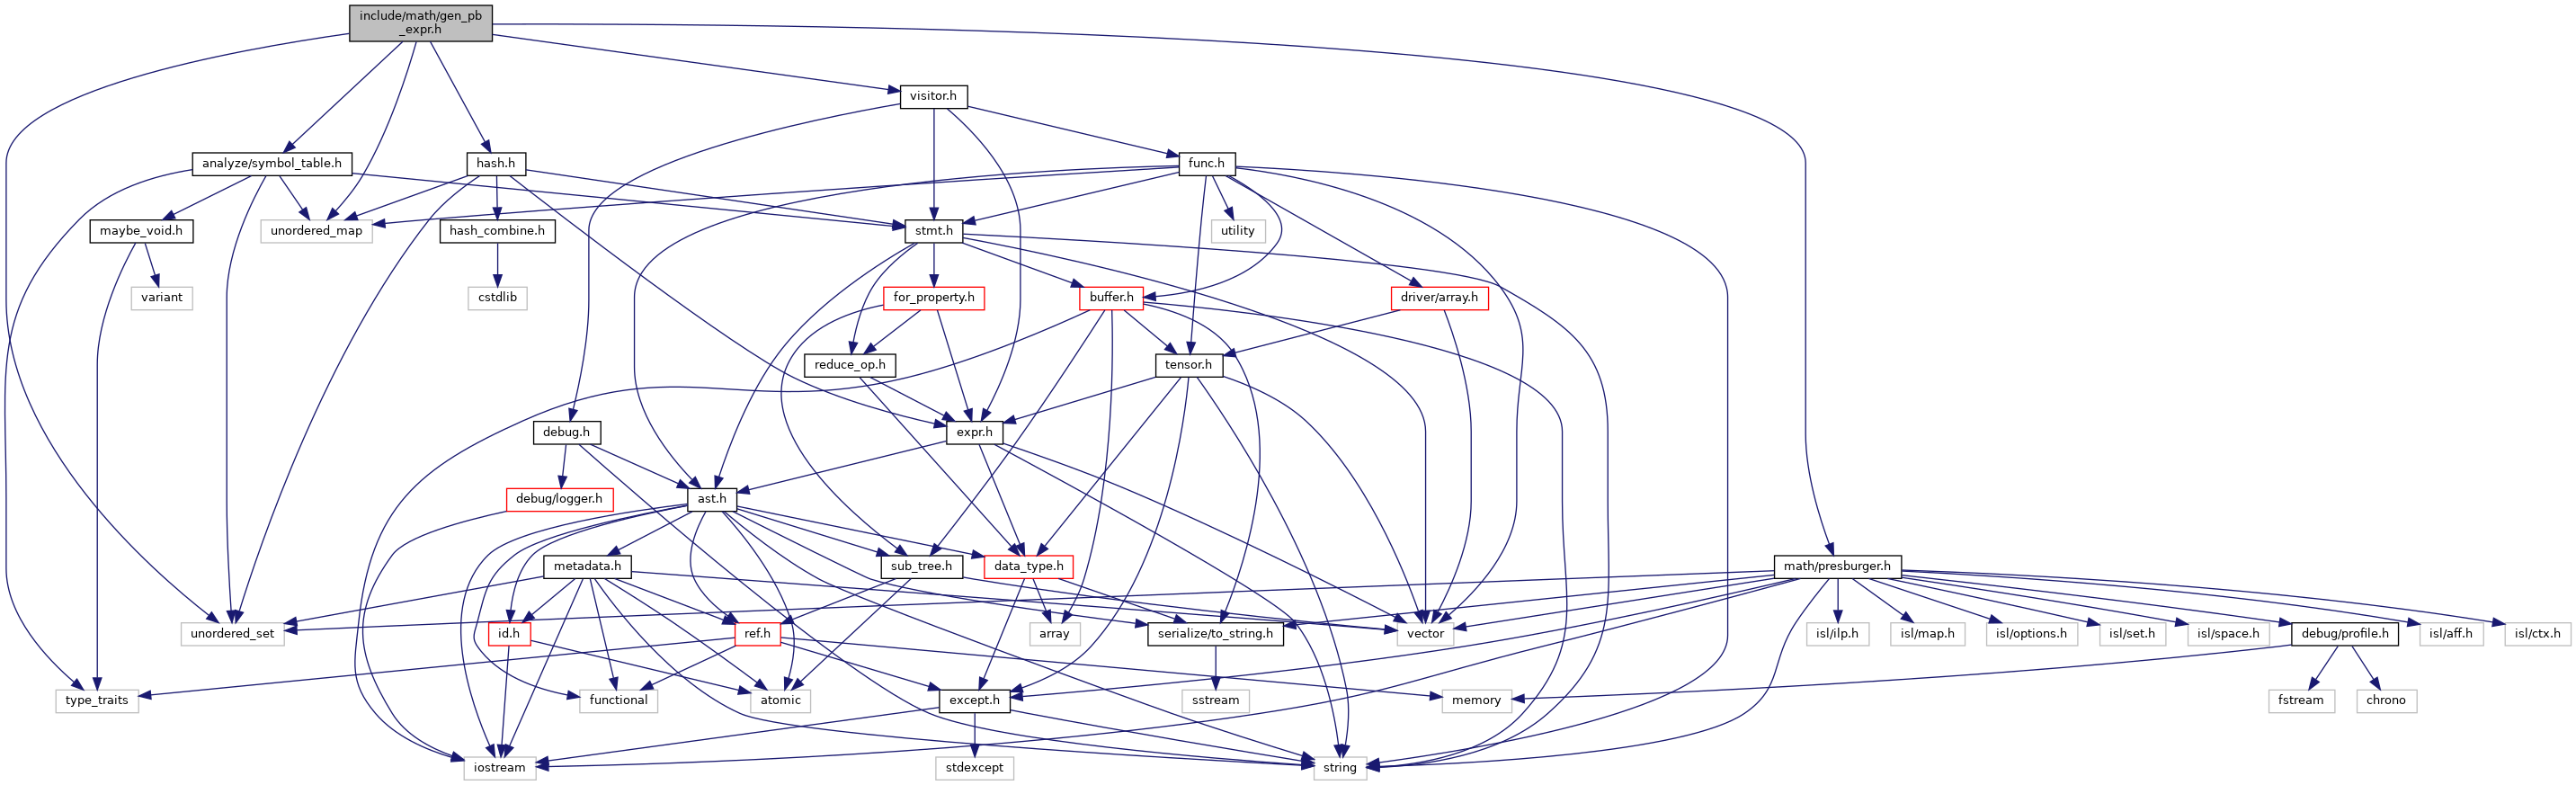 include/math/gen_pb
_expr.h
visitor.h
analyze/symbol_table.h
hash.h
func.h
maybe_void.h
unordered_map
hash_combine.h
stmt.h
utility
variant
cstdlib
for_property.h
buffer.h
driver/array.h
reduce_op.h
tensor.h
debug.h
expr.h
debug/logger.h
ast.h
metadata.h
sub_tree.h
data_type.h
math/presburger.h
unordered_set
id.h
ref.h
array
serialize/to_string.h
vector
isl/ilp.h
isl/map.h
isl/options.h
isl/set.h
isl/space.h
debug/profile.h
isl/aff.h
isl/ctx.h
type_traits
functional
atomic
except.h
sstream
memory
fstream
chrono
iostream
stdexcept
string